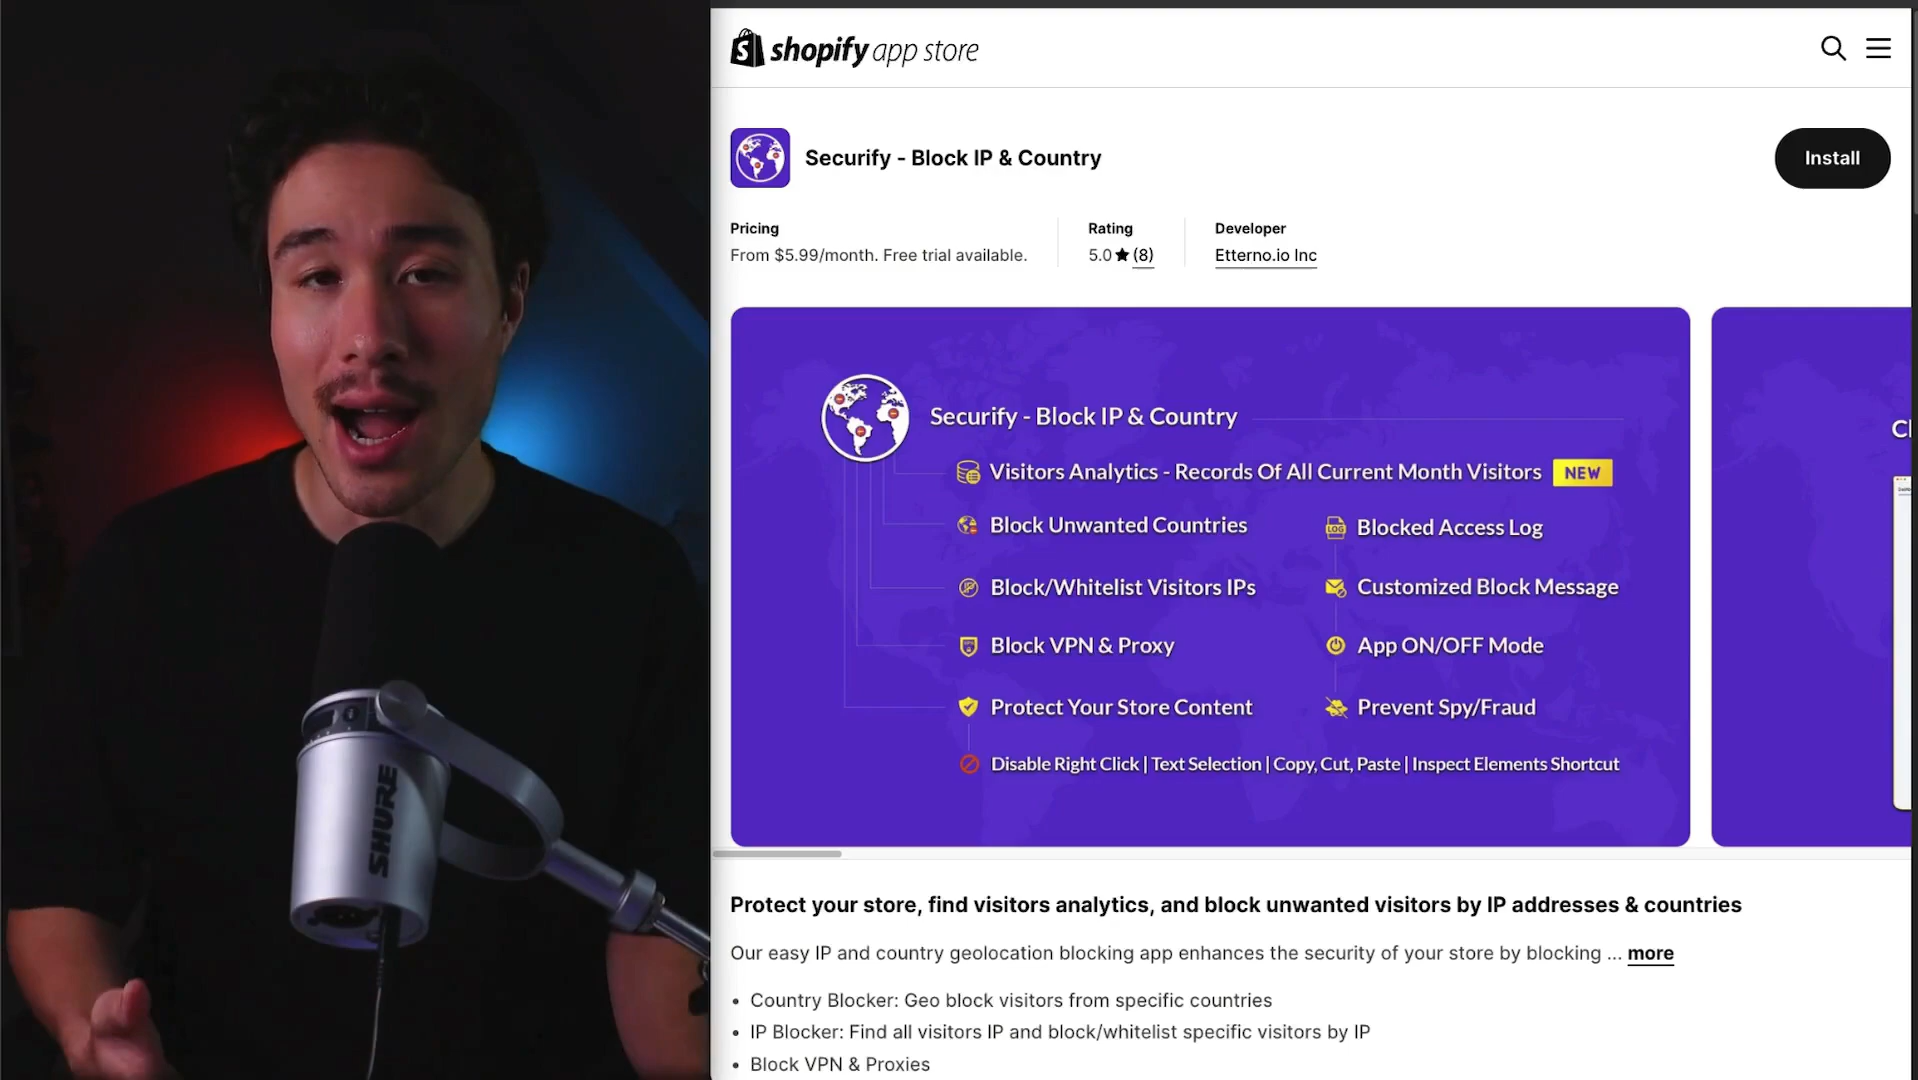 shopify app store
Securify - Block IP & Country
Install
Pricing
From $5.99/month. Free trial available.
Rating
5.0★ (8)
Developer
Etterno.io Inc
Securify - Block IP & Country
Visitors Analytics - Records Of All Current Month Visitors NEW
Block Unwanted Countries
Blocked Access Log
Block/Whitelist Visitors IPs
Customized Block Message
Block VPN & Proxy
App ON/OFF Mode
Protect Your Store Content
Prevent Spy/Fraud
Disable Right Click | Text Selection | Copy, Cut, Paste | Inspect Elements Shortcut
Protect your store, find visitors analytics, and block unwanted visitors by IP addresses & countries
Our easy IP and country geolocation blocking app enhances the security of your store by blocking ... more
• Country Blocker: Geo block visitors from specific countries
• IP Blocker: Find all visitors IP and block/whitelist specific visitors by IP
• Block VPN & Proxies
SHURE